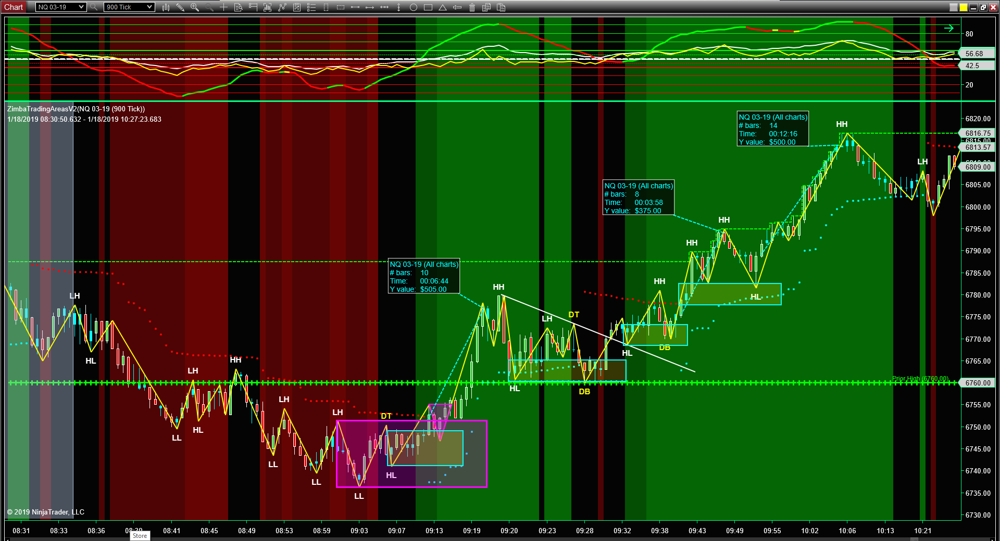 Chart NQ 03-19 900 Tick
80
56.68
42.5
20
ZimbaTradingAreasV2(NQ 03-19 (900 Tick))
1/18/2019 08:30:50.632 - 1/18/2019 10:27:23.683
NQ 03-19 (All charts)
# bars: 14
Time: 00:12:16
Y value: $500.00
HH
LH
NQ 03-19 (All charts)
# bars: 8
Time: 00:03:58
Y value: $375.00
HH
HH
HL
NQ 03-19 (All charts)
# bars: 10
Time: 00:06:44
Y value: $505.00
HH
HH
LH
DT
LH
HL
DB
HL
HH
LH
HL
DB
Prior High (6760.00)
LH
LH
DT
LL
HL
LL
HL
LL
LL
6820.00
6816.75
6815.00
6813.57
6809.00
6805.00
6800.00
6795.00
6790.00
6785.00
6780.00
6775.00
6770.00
6765.00
6760.00
6755.00
6750.00
6745.00
6740.00
6735.00
6730.00
© 2019 NinjaTrader, LLC
08:31 08:33 08:36 08:39 08:41 08:45 08:49 08:53 08:59 09:03 09:07 09:13 09:19 09:20 09:23 09:28 09:32 09:38 09:43 09:49 09:55 10:02 10:06 10:13 10:21
Store